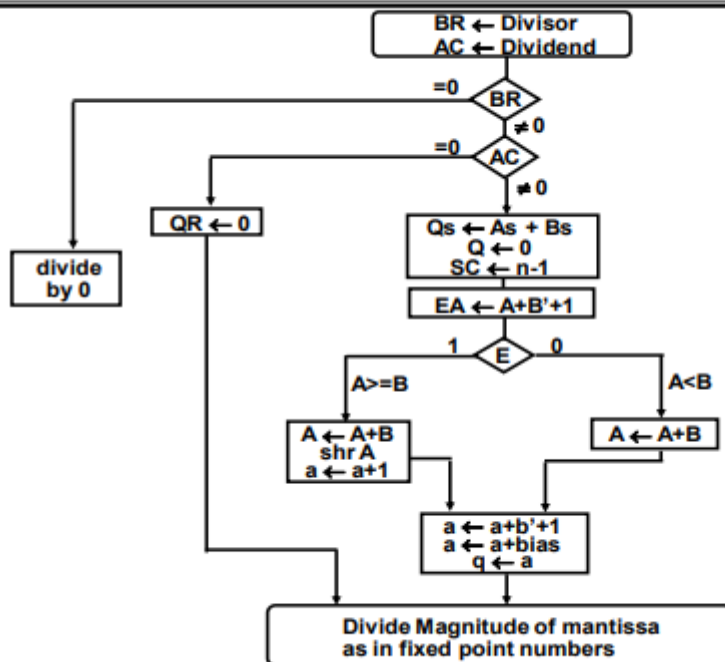 BR ← Divisor
AC ← Dividend
=0
BR
≠ 0
=0
AC
≠ 0
QR ← 0
divide
by 0
Qs ← As + Bs
Q ← 0
SC ← n-1
EA ← A+B'+1
1
E
0
A>=B
A<B
A ← A+B
shr A
a ← a+1
A ← A+B
a ← a+b'+1
a ← a+bias
q ← a
Divide Magnitude of mantissa
as in fixed point numbers